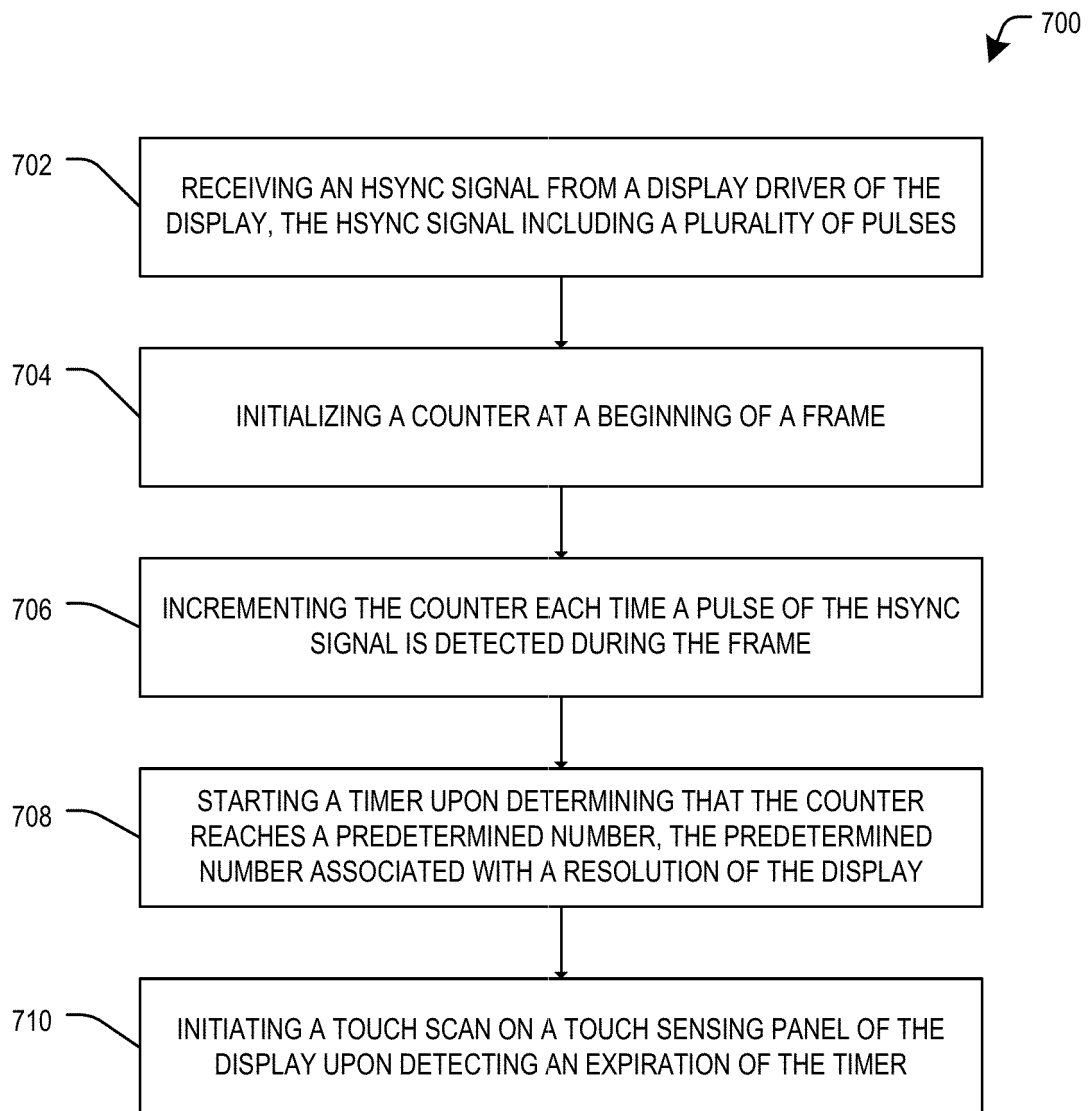 700
702
RECEIVING AN HSYNC SIGNAL FROM A DISPLAY DRIVER OF THE
DISPLAY, THE HSYNC SIGNAL INCLUDING A PLURALITY OF PULSES
704
INITIALIZING A COUNTER AT A BEGINNING OF A FRAME
706
INCREMENTING THE COUNTER EACH TIME A PULSE OF THE HSYNC
SIGNAL IS DETECTED DURING THE FRAME
708
STARTING A TIMER UPON DETERMINING THAT THE COUNTER
REACHES A PREDETERMINED NUMBER, THE PREDETERMINED
NUMBER ASSOCIATED WITH A RESOLUTION OF THE DISPLAY
710
INITIATING A TOUCH SCAN ON A TOUCH SENSING PANEL OF THE
DISPLAY UPON DETECTING AN EXPIRATION OF THE TIMER